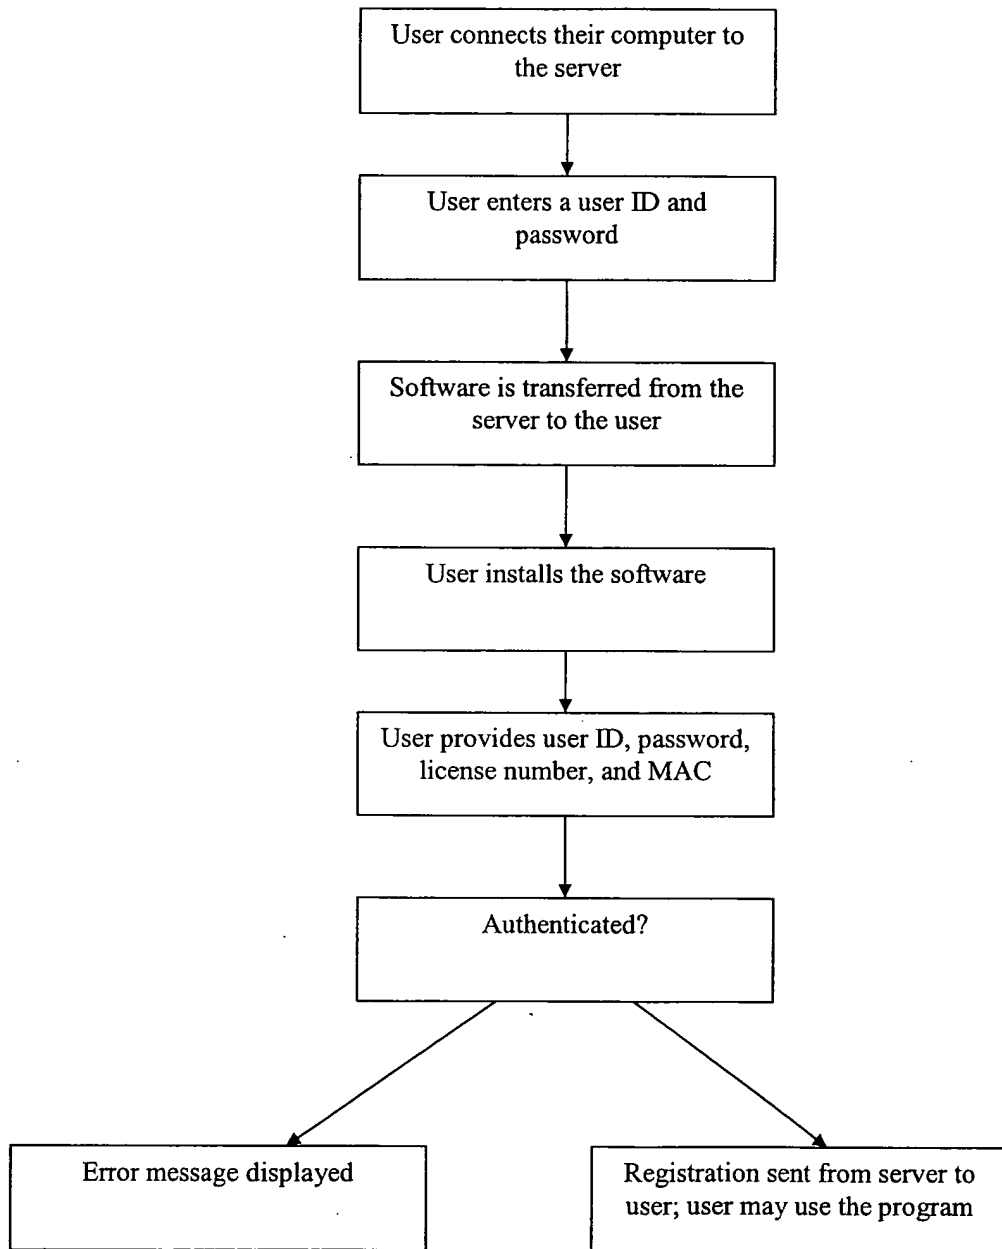 User connects their computer to
the server
User enters a user ID and
password
Software is transferred from the
server to the user
User installs the software
User provides user ID, password,
license number, and MAC
Authenticated?
Error message displayed
Registration sent from server to
user; user may use the program